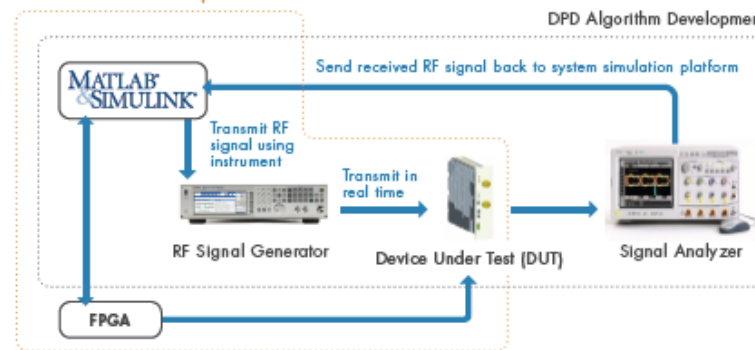 DPD Algorithm Developmen
MATLAB®
&SIMULINK®
Send received RF signal back to system simulation platform
Transmit RF
signal using
instrument
Transmit in
real time
RF Signal Generator
Device Under Test (DUT)
Signal Analyzer
FPGA